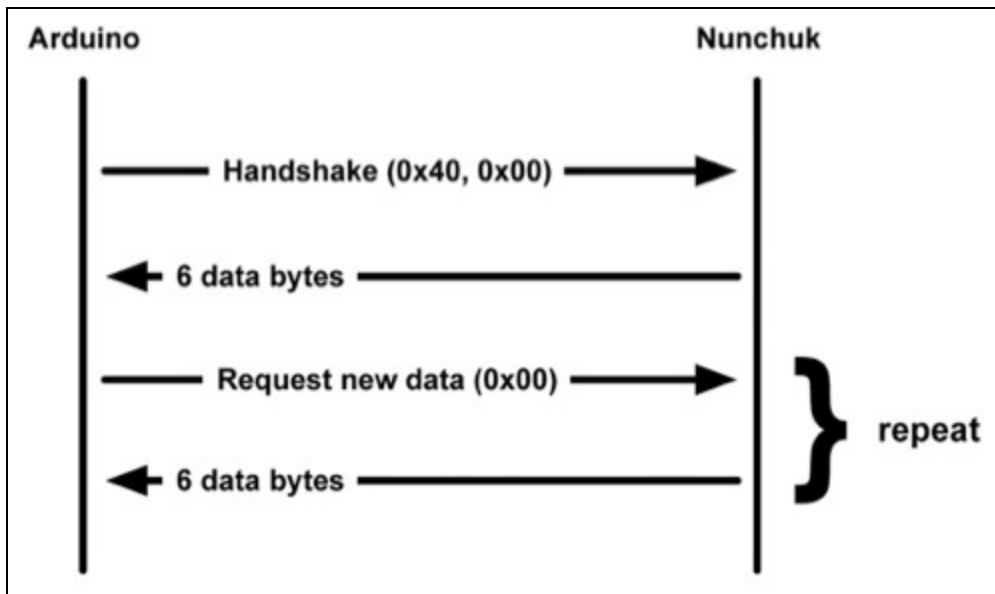 Arduino
Nunchuk
Handshake (0x40, 0x00)
6 data bytes
Request new data (0x00)
6 data bytes
repeat